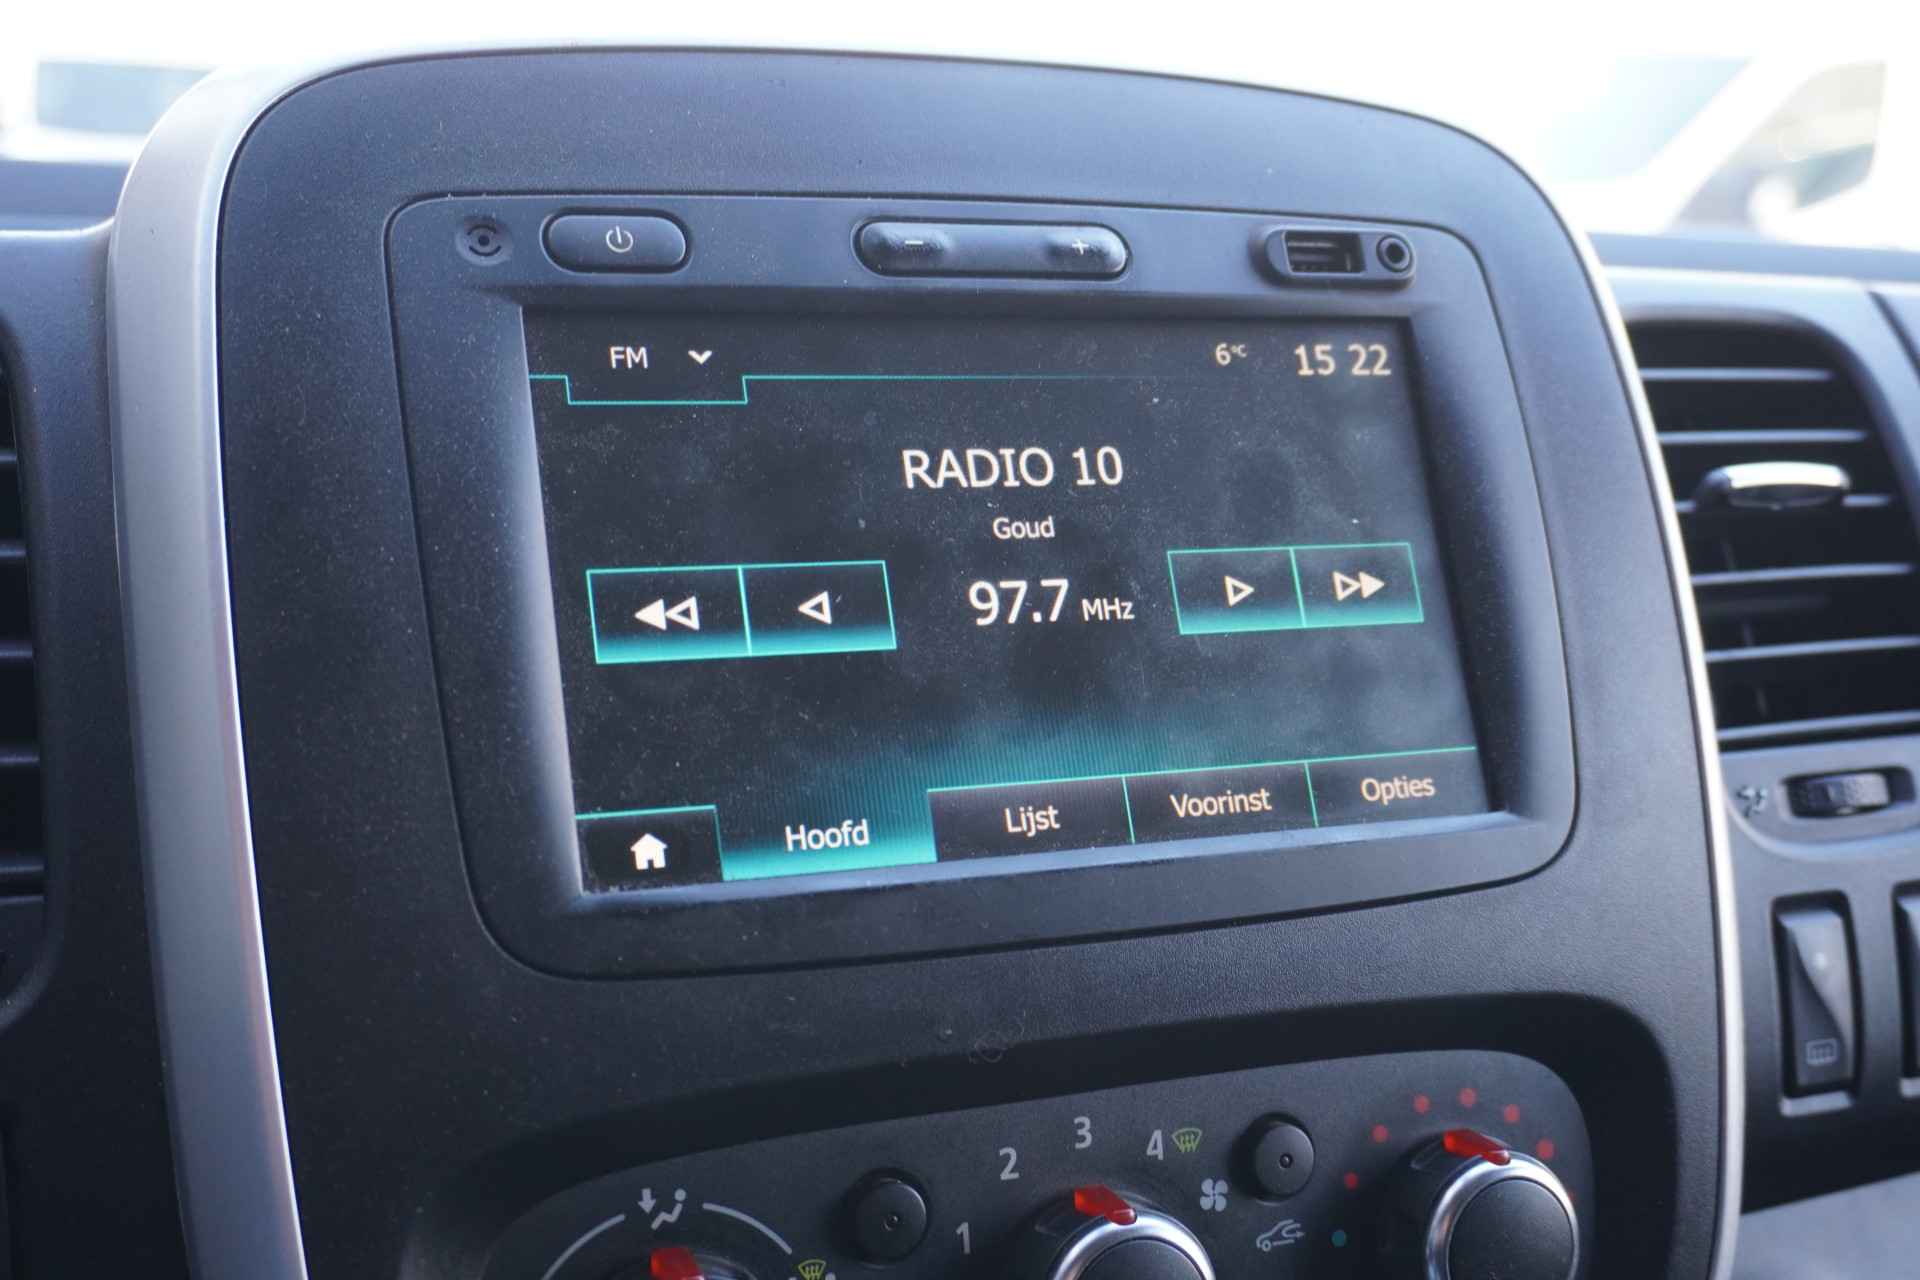 FM
6°C
15 22
RADIO 10
Goud
97.7 MHz
Hoofd
Lijst
Voorinst
Opties
1
2
3
4